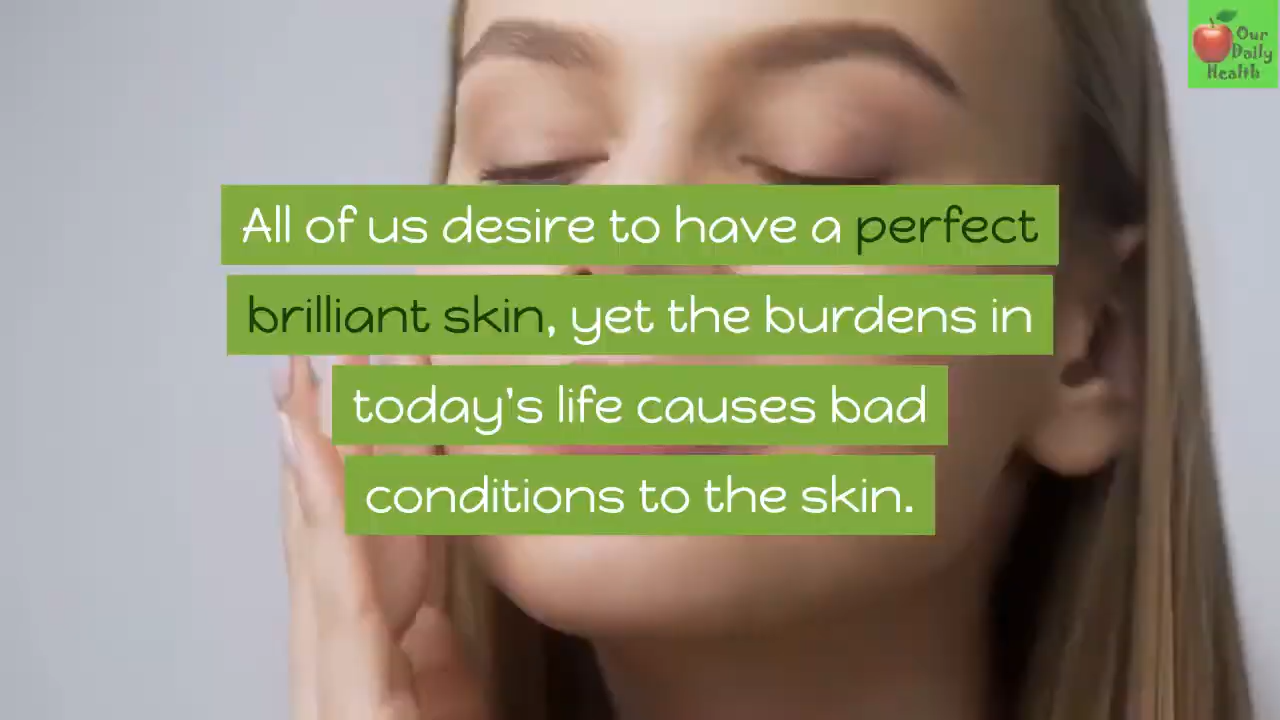 Our
Daily
Health
All of us desire to have a perfect
brilliant skin, yet the burdens in
today's life causes bad
conditions to the skin.